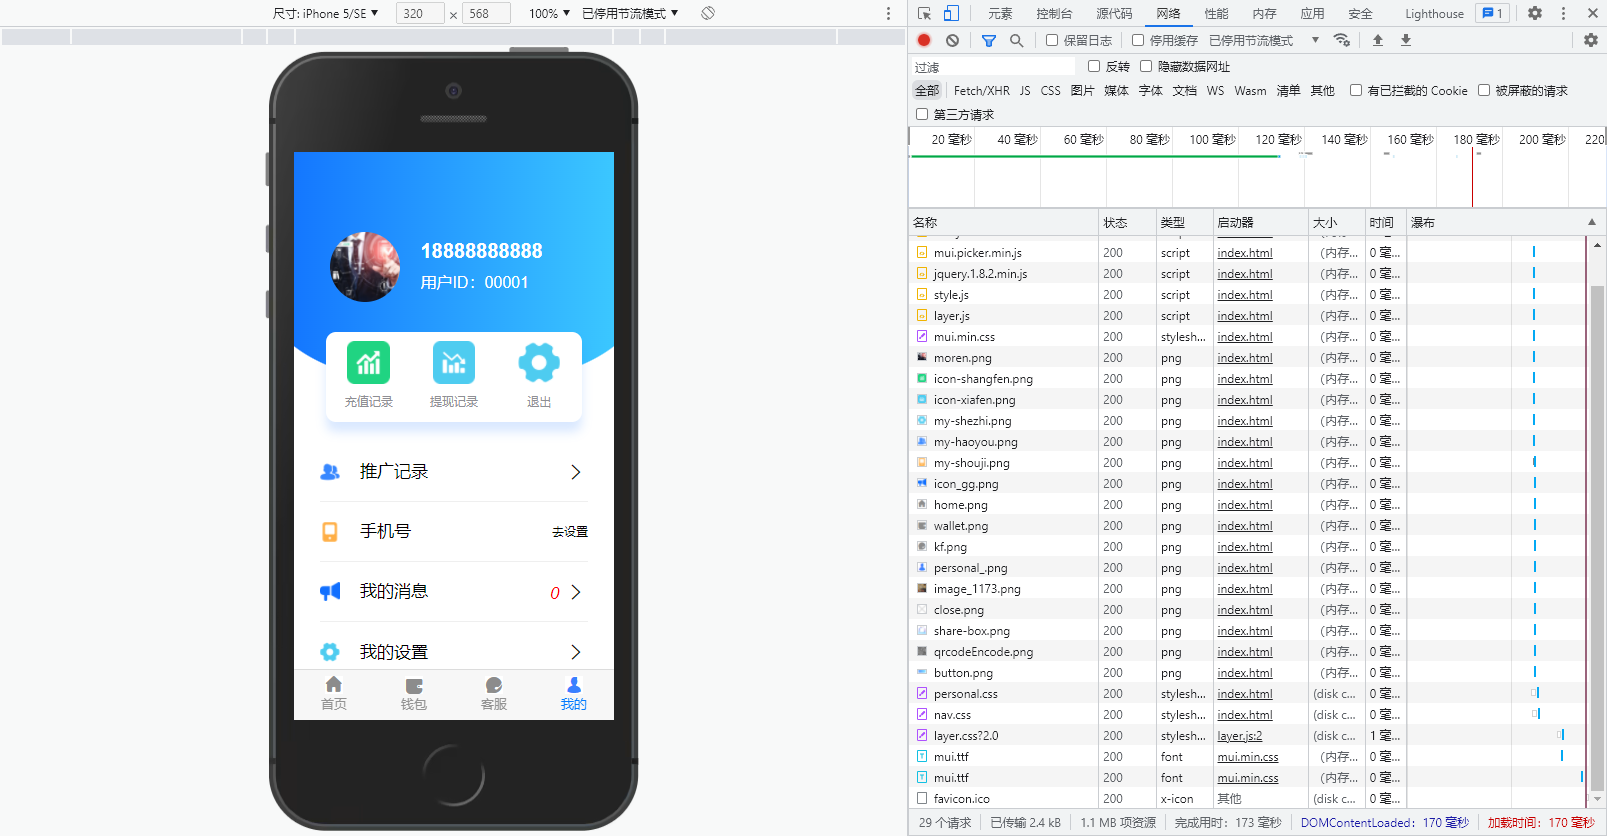 尺寸: iPhone 5/SE ▼ 320 × 568 100% ▼ 已停用节流模式 ▼
18888888888
用户ID：00001
充值记录 提现记录 退出
推广记录
手机号 去设置
我的消息 0
我的设置
首页 钱包 客服 我的
元素 控制台 源代码 网络 性能 内存 应用 安全 Lighthouse 1
保留日志 停用缓存 已停用节流模式 ▼
过滤 反转 隐藏数据网址
全部 Fetch/XHR JS CSS 图片 媒体 字体 文档 WS Wasm 清单 其他 有已拦截的 Cookie 被屏蔽的请求
第三方请求
20 毫秒 40 毫秒 60 毫秒 80 毫秒 100 毫秒 120 毫秒 140 毫秒 160 毫秒 180 毫秒 200 毫秒 220
名称 状态 类型 启动器 大小 时间 瀑布
mui.picker.min.js 200 script index.html (内存... 0 毫...
jquery.1.8.2.min.js 200 script index.html (内存... 0 毫...
style.js 200 script index.html (内存... 0 毫...
layer.js 200 script index.html (内存... 0 毫...
mui.min.css 200 stylesh... index.html (内存... 0 毫...
moren.png 200 png index.html (内存... 0 毫...
icon-shangfen.png 200 png index.html (内存... 0 毫...
icon-xiafen.png 200 png index.html (内存... 0 毫...
my-shezhi.png 200 png index.html (内存... 0 毫...
my-haoyou.png 200 png index.html (内存... 0 毫...
my-shouji.png 200 png index.html (内存... 0 毫...
icon_gg.png 200 png index.html (内存... 0 毫...
home.png 200 png index.html (内存... 0 毫...
wallet.png 200 png index.html (内存... 0 毫...
kf.png 200 png index.html (内存... 0 毫...
personal_.png 200 png index.html (内存... 0 毫...
image_1173.png 200 png index.html (内存... 0 毫...
close.png 200 png index.html (内存... 0 毫...
share-box.png 200 png index.html (内存... 0 毫...
qrcodeEncode.png 200 png index.html (内存... 0 毫...
button.png 200 png index.html (内存... 0 毫...
personal.css 200 stylesh... index.html (disk c... 0 毫...
nav.css 200 stylesh... index.html (disk c... 0 毫...
layer.css?2.0 200 stylesh... layer.js:2 (disk c... 1 毫...
mui.ttf 200 font mui.min.css (内存... 0 毫...
mui.ttf 200 font mui.min.css (内存... 0 毫...
favicon.ico 200 x-icon 其他 (disk c... 0 毫...
29 个请求 已传输 2.4 kB 1.1 MB 项资源 完成用时：173 毫秒 DOMContentLoaded：170 毫秒 加载时间：170 毫秒